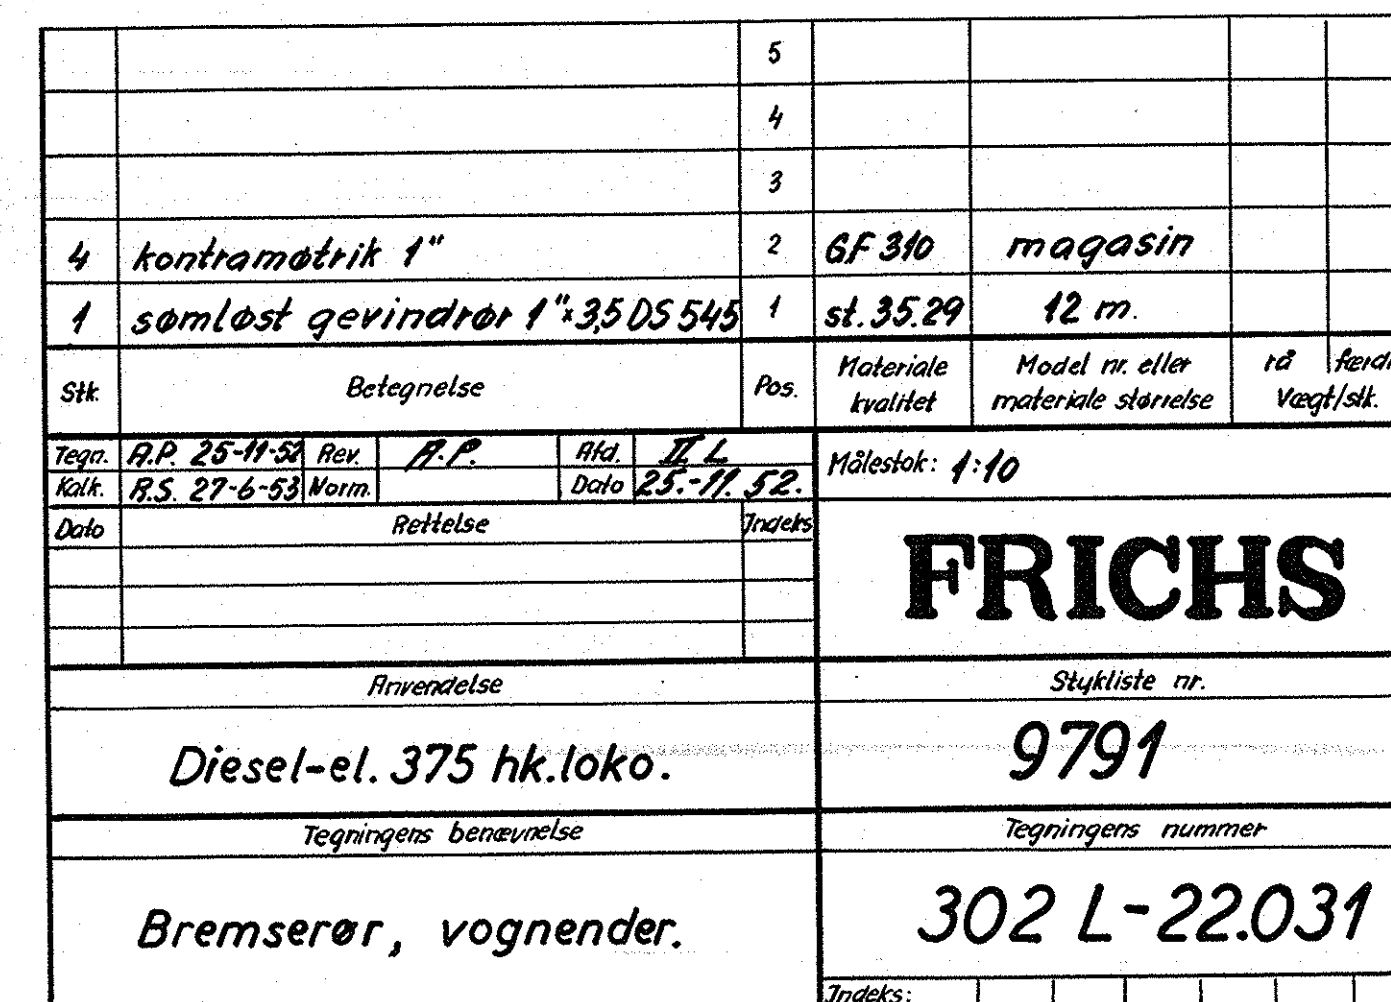 5
4
3
4 kontramøtrik 1" 2 GF 310 magasin
1 sømløst gevindrør 1"x3,5 DS 545 1 st. 35.29 12 m.
Stk. Betegnelse Pos. Materiale kvalitet Model nr. eller materiale størrelse rå Vægt/stk.
Tegn. A.P. 25-11-52 Rev. A.P. Afd. II L Målestok: 1:10
Kalk. R.S. 27-6-53 Norm. Dato 25.-11. 52.
Dato Rettelse Indeks
FRICHS
Anvendelse Stykliste nr.
Diesel-el. 375 hk.loko. 9791
Tegningens benævnelse Tegningens nummer
Bremserør, vognender. 302 L-22.031
Indeks: